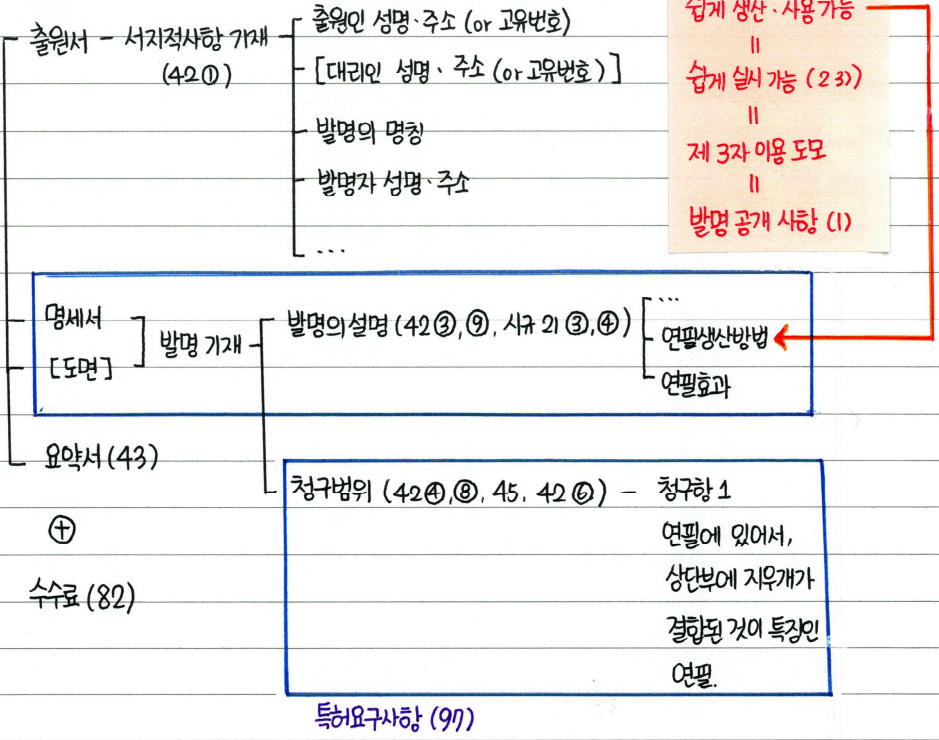 출원서 - 서지적사항 기재
(42①)
출원인 성명·주소 (or 고유번호)
[대리인 성명·주소 (or 고유번호)]
발명의 명칭
발명자 성명·주소
...
쉽게 생산·사용가능
=
쉽게 실시 가능 (2 3))
=
제 3자 이용 도모
=
발명 공개 사항 (1)
명세서
[도면]
발명 기재
발명의 설명 (42③,⑨, 시규 21 ③,④)
...
연필생산방법
연필효과
요약서 (43)
+
수수료 (82)
청구범위 (42④,⑧, 45, 42⑥) - 청구항 1
연필에 있어서,
상단부에 지우개가
결합된 것이 특징인
연필.
특허요구사항 (97)